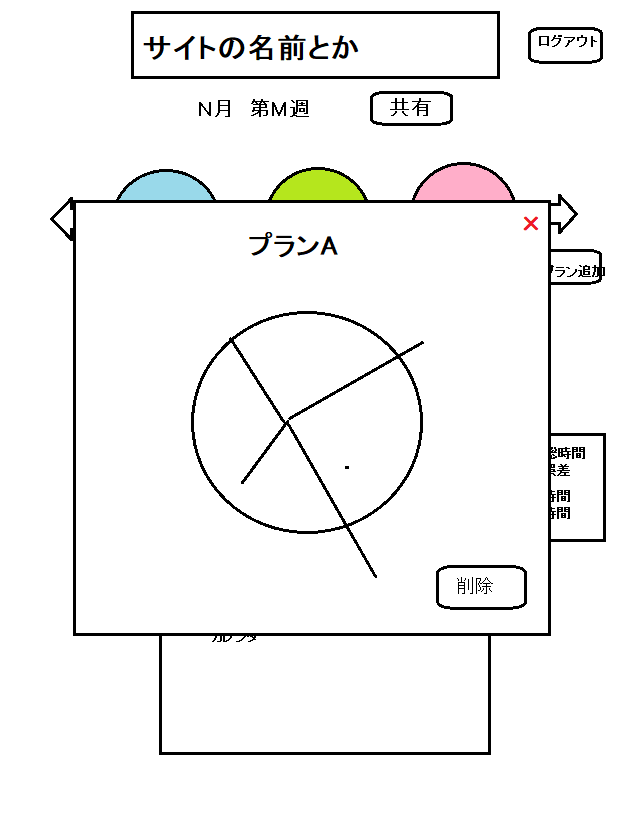 サイトの名前とか
ログアウト
N月 第M週
共有
×
プランA
プラン追加
総時間
誤差
時間
時間
削除
カレンダー